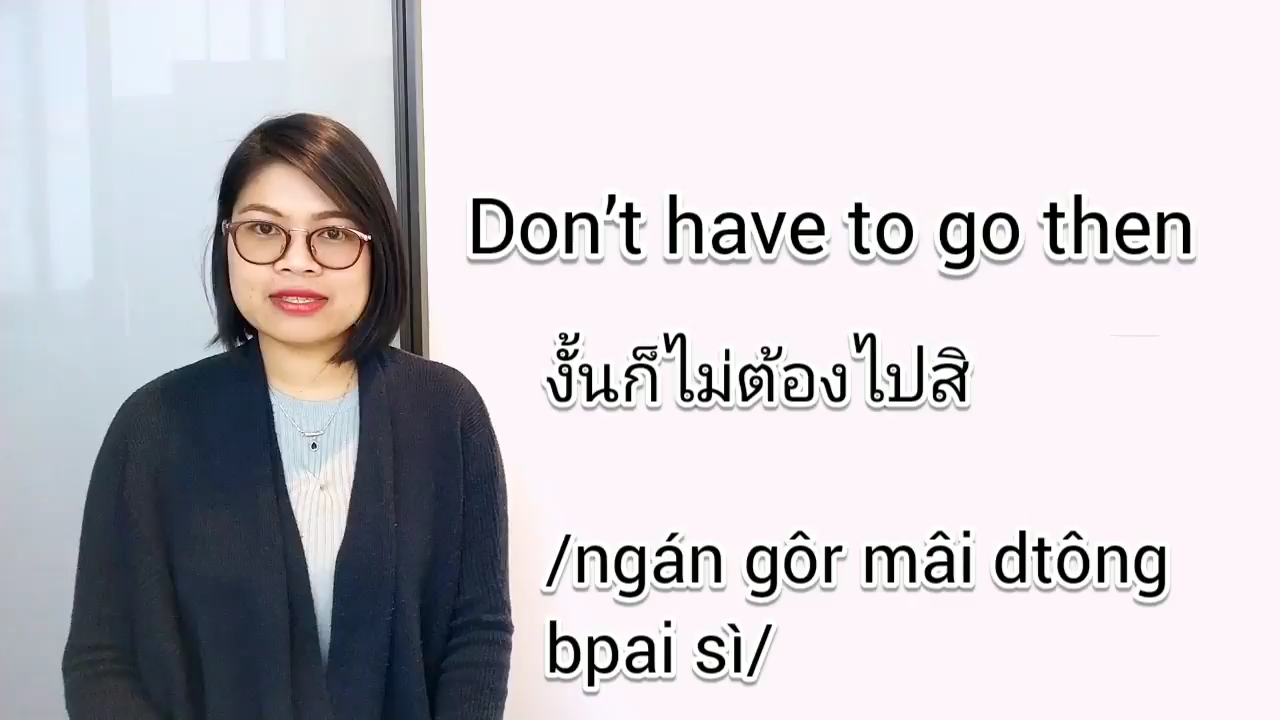 Don’t have to go then
งั้นก็ไม่ต้องไปสิ
/ngán gôr mâi dtông
bpai sì/